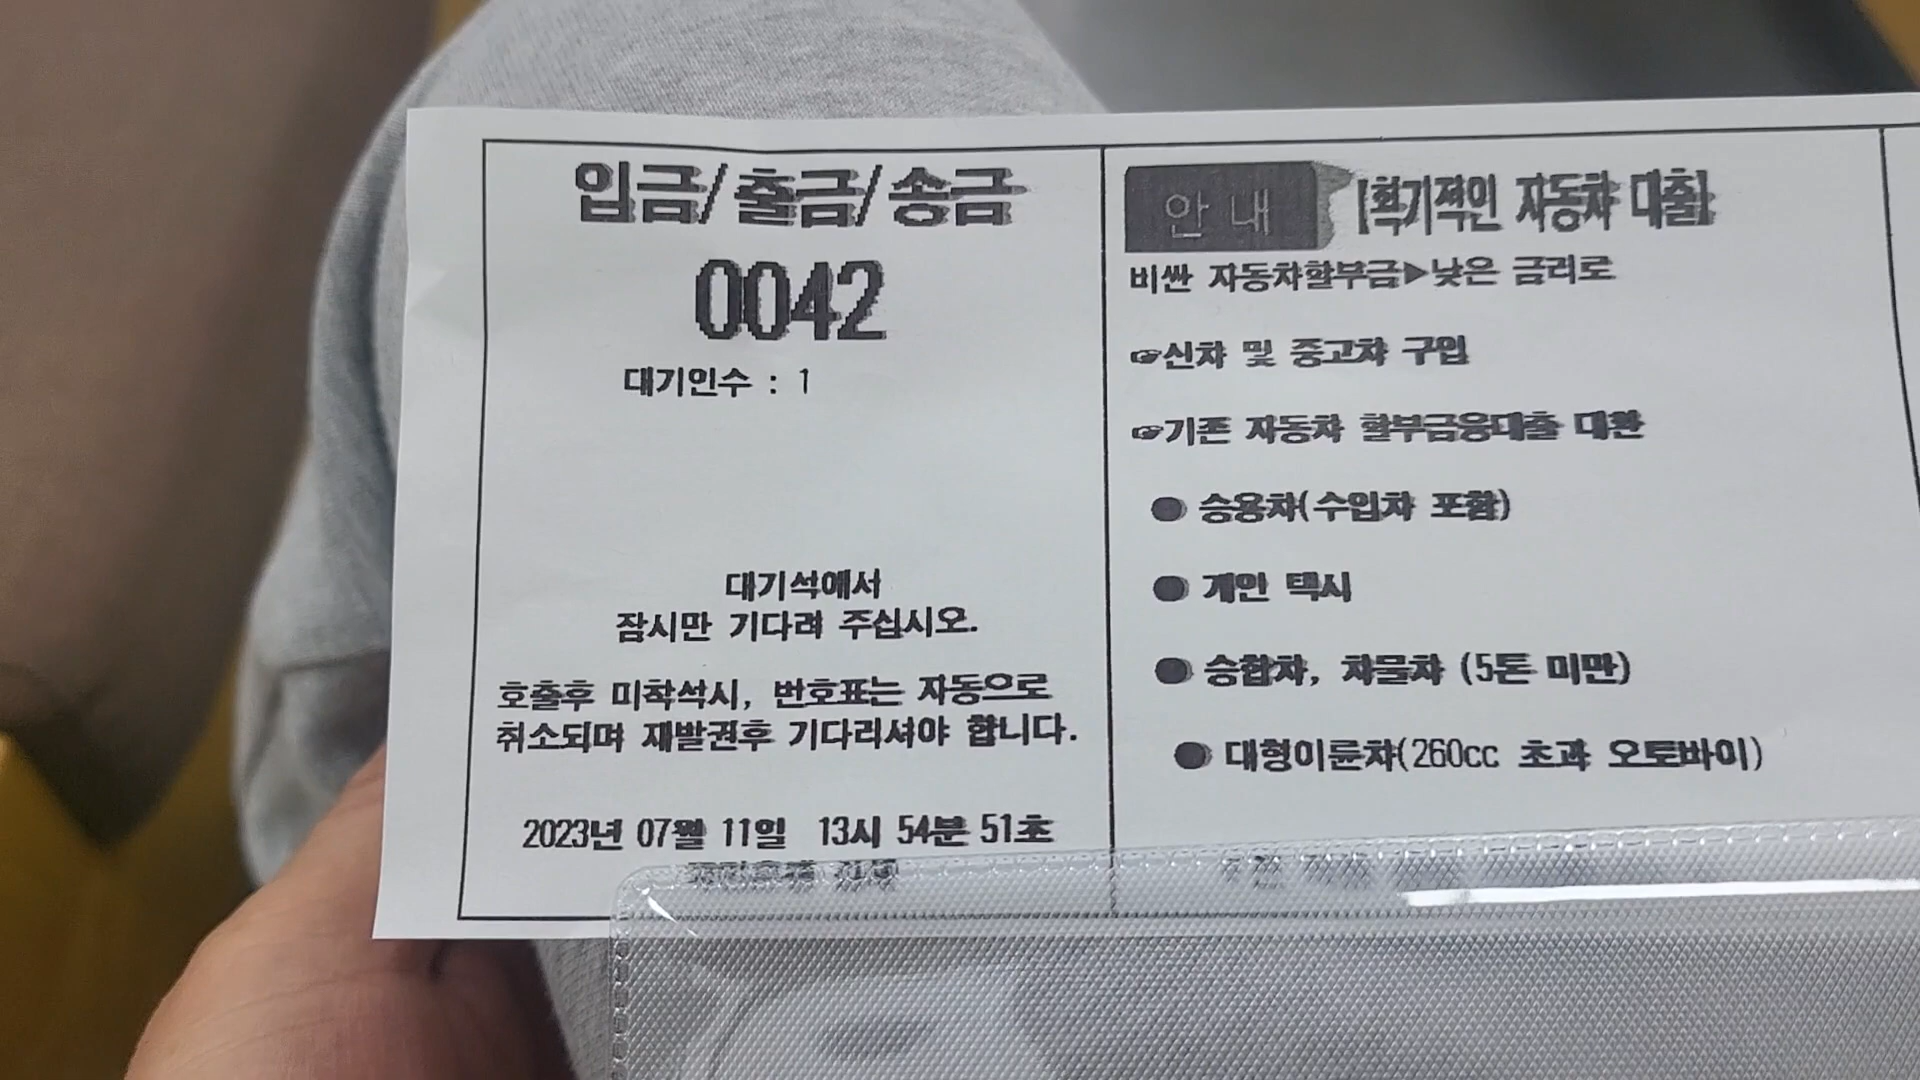 입금/출금/송금
0042
대기인수 : 1
대기석에서
잠시만 기다려 주십시오.
호출후 미착석시, 번호표는 자동으로
취소되며 재발권후 기다리셔야 합니다.
2023년 07월 11일 13시 54분 51초
안 내 [획기적인 자동차 대출]
비싼 자동차할부금▶낮은 금리로
☞신차 및 중고차 구입
☞기존 자동차 할부금융대출 대환
● 승용차(수입차 포함)
● 개인 택시
● 승합차, 화물차 (5톤 미만)
● 대형이륜차(260cc 초과 오토바이)